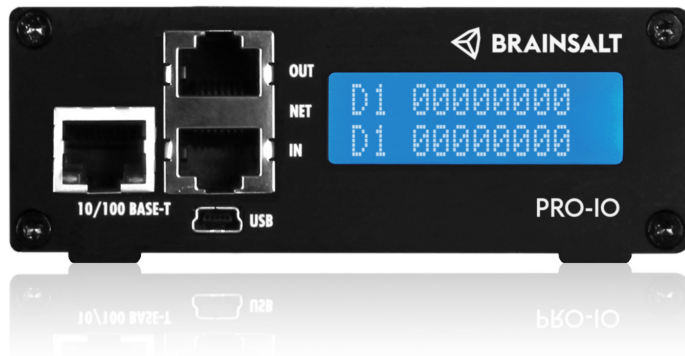 BRAINSALT
OUT
NET
IN
D1 00000000
D1 00000000
10/100 BASE-T
USB
PRO-IO